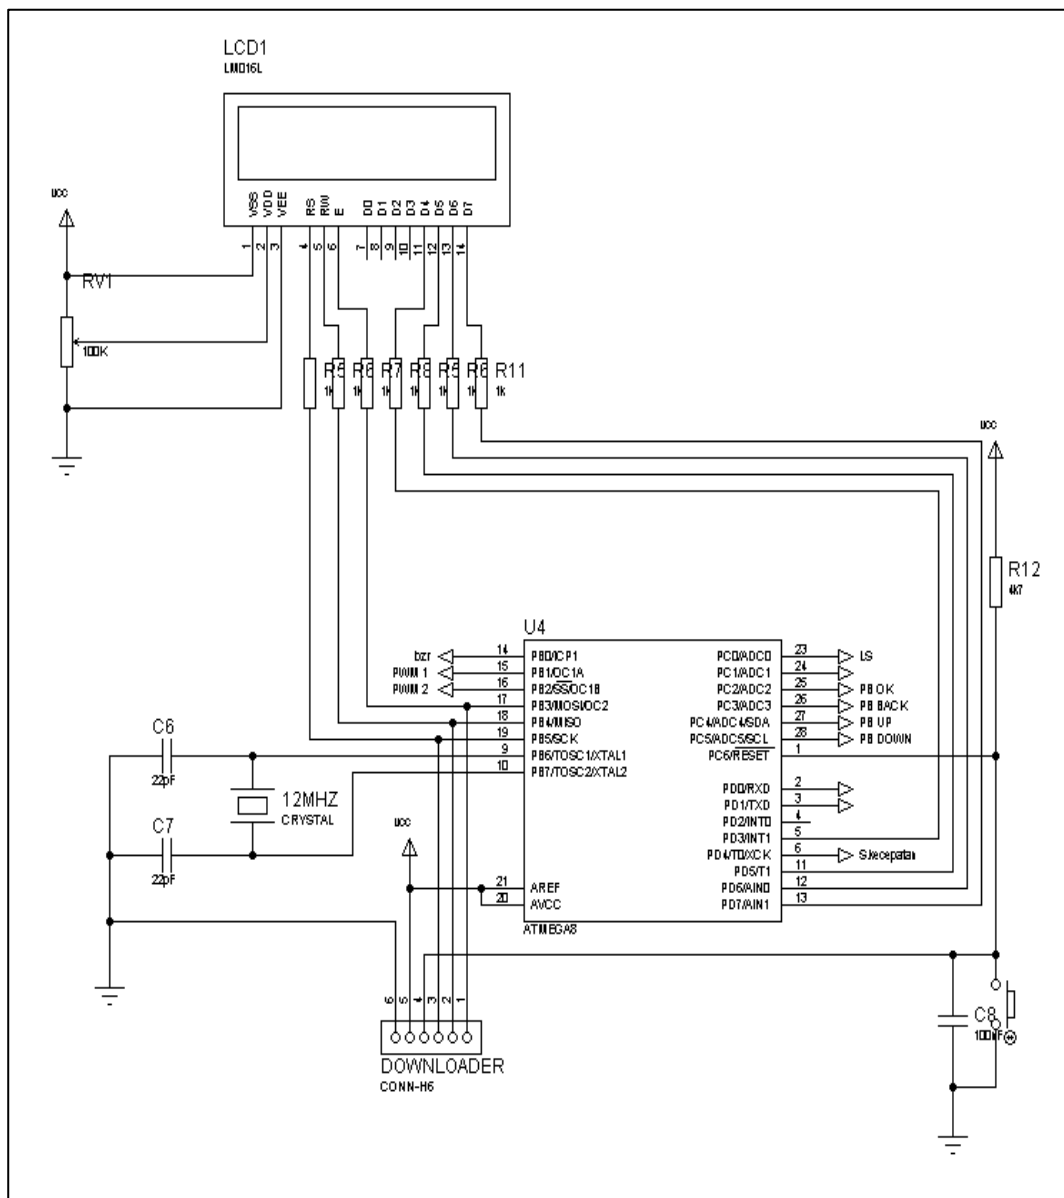 LCD1
LM016L
VSS VDD VEE RS RW E D0 D1 D2 D3 D4 D5 D6 D7
1 2 3 4 5 6 7 8 9 10 11 12 13 14
VCC
RV1
100K
R5 R6 R7 R8 R5 R6 R11
1k 1k 1k 1k 1k 1k 1k
VCC
R12
4k7
U4
bzr 14 PB0/ICP1 PC0/ADC0 23 LS
PWM 1 15 PB1/OC1A PC1/ADC1 24
PWM 2 16 PB2/SS/OC1B PC2/ADC2 25 PB OK
17 PB3/MOSI/OC2 PC3/ADC3 26 PB BACK
18 PB4/MISO PC4/ADC4/SDA 27 PB UP
19 PB5/SCK PC5/ADC5/SCL 28 PB DOWN
9 PB6/TOSC1/XTAL1 PC6/RESET 1
10 PB7/TOSC2/XTAL2
PD0/RXD 2
PD1/TXD 3
PD2/INT0 4
PD3/INT1 5
PD4/T0/XCK 6 S.kecepatan
PD5/T1 11
21 AREF PD6/AIN0 12
20 AVCC PD7/AIN1 13
ATMEGA8
C6
22pF
12MHZ
CRYSTAL
C7
22pF
VCC
6 5 4 3 2 1
DOWNLOADER
CONN-H6
C8
100nF